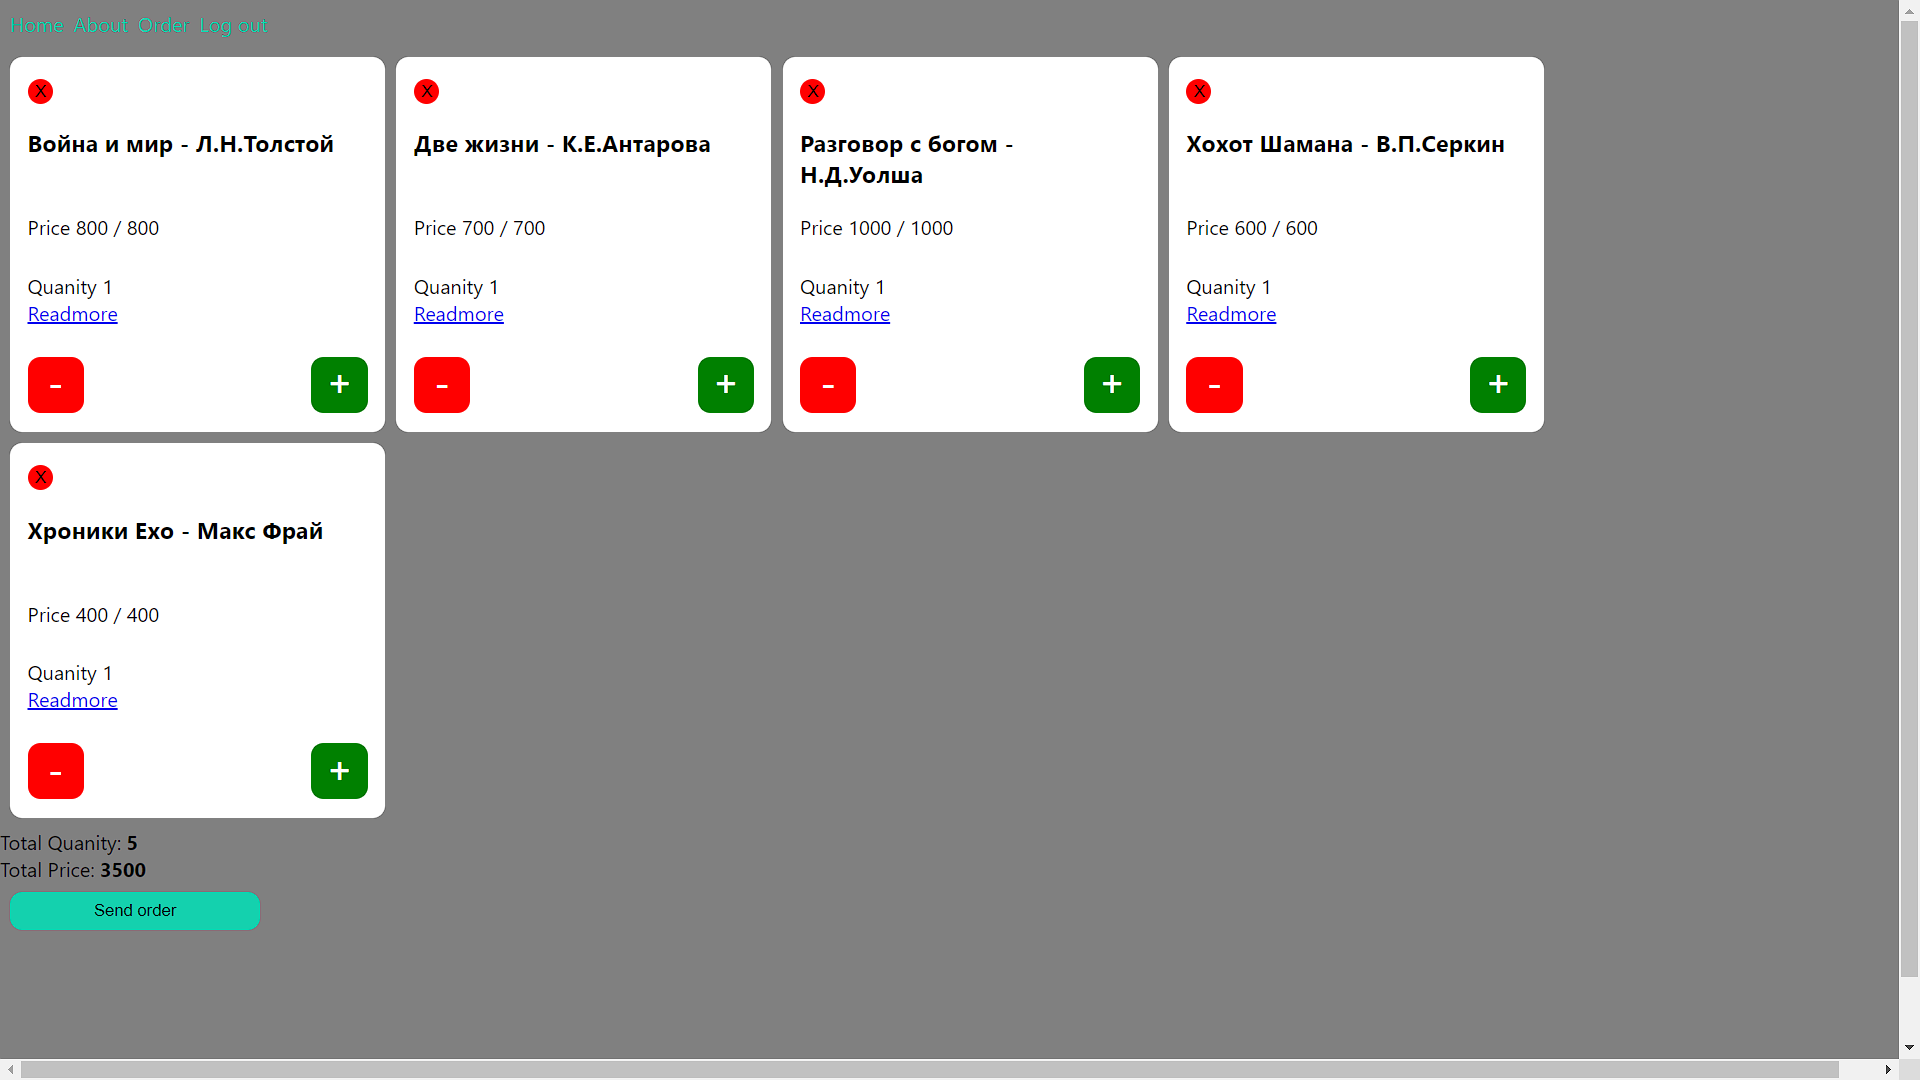 Home About Order Log out
X
Война и мир - Л.Н.Толстой
Price 800 / 800
Quanity 1
Readmore
- +
X
Две жизни - К.Е.Антарова
Price 700 / 700
Quanity 1
Readmore
- +
X
Разговор с богом -
Н.Д.Уолша
Price 1000 / 1000
Quanity 1
Readmore
- +
X
Хохот Шамана - В.П.Серкин
Price 600 / 600
Quanity 1
Readmore
- +
X
Хроники Ехо - Макс Фрай
Price 400 / 400
Quanity 1
Readmore
- +
Total Quanity: 5
Total Price: 3500
Send order